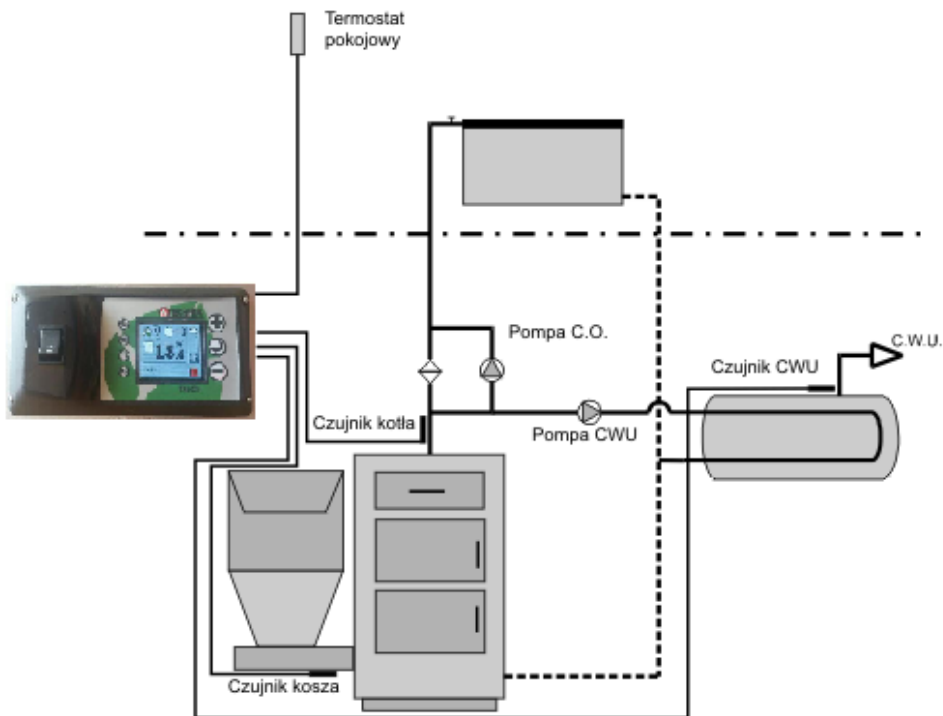 Termostat
pokojowy
Pompa C.O.
C.W.U.
Czujnik CWU
Czujnik kotła
Pompa CWU
Czujnik kosza